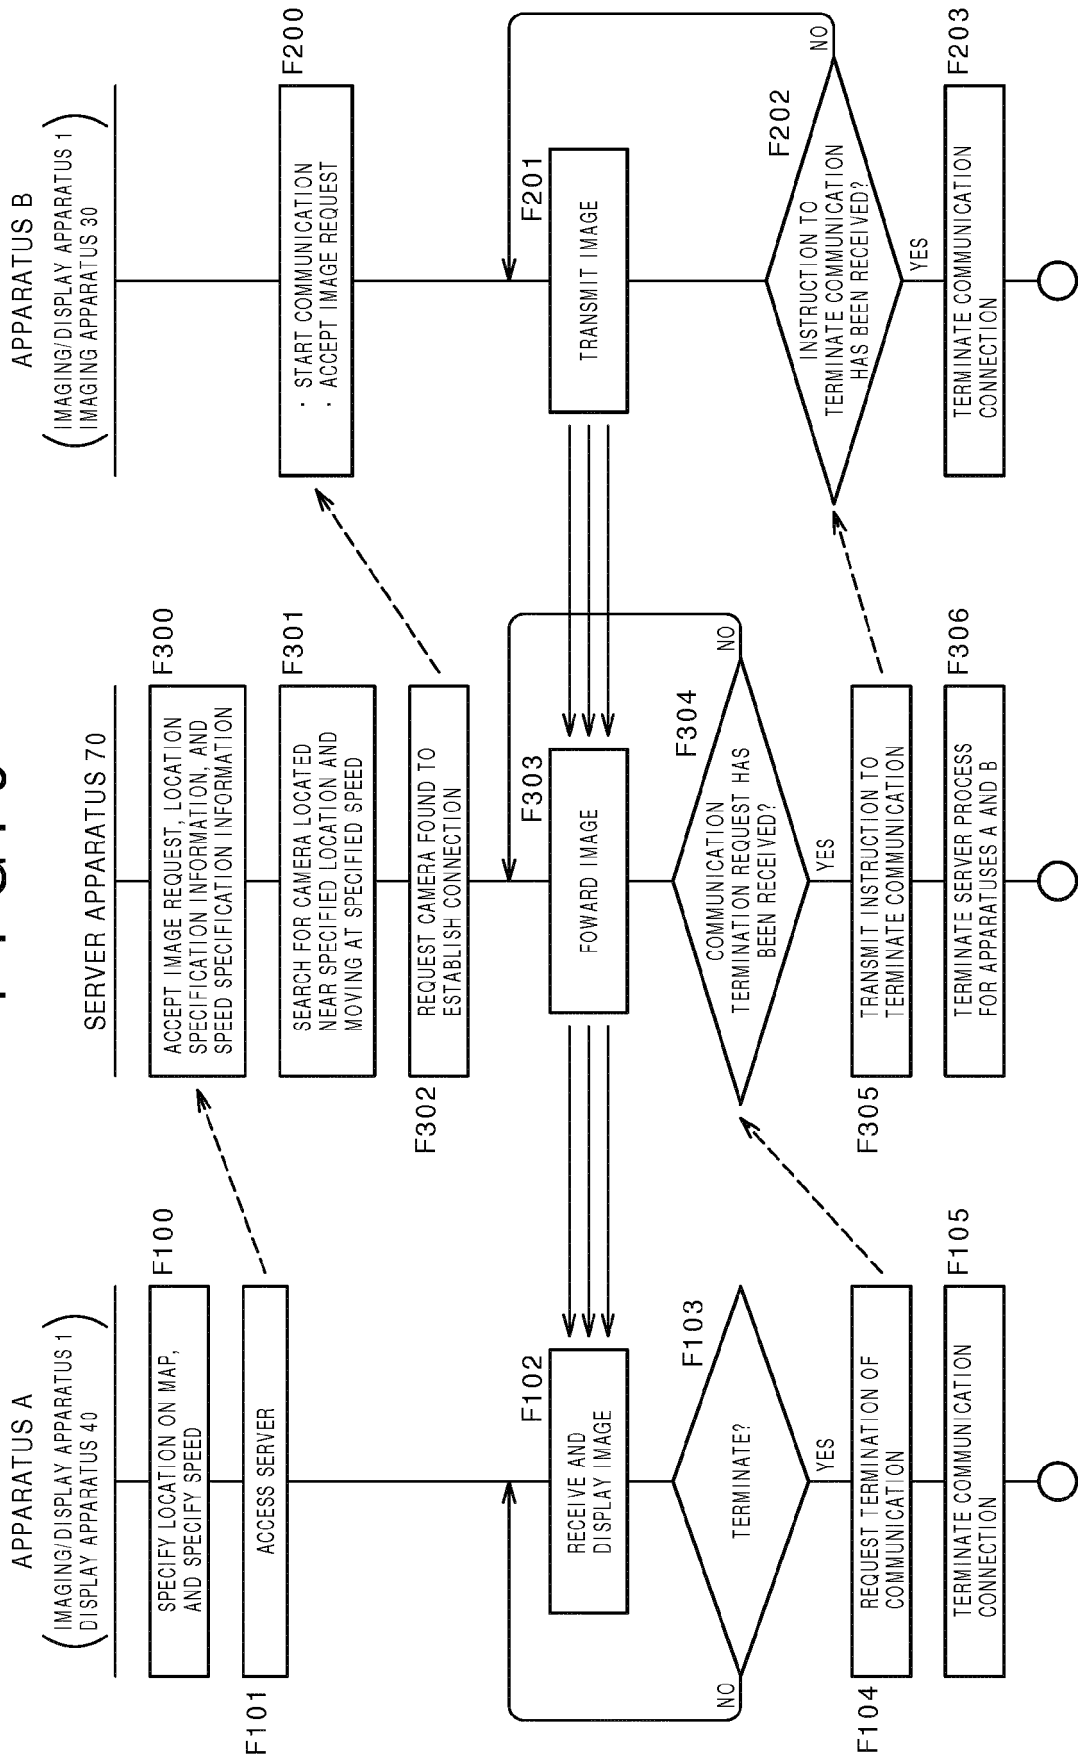 APPARATUS A
IMAGING/DISPLAY APPARATUS 1
DISPLAY APPARATUS 40
SPECIFY LOCATION ON MAP,
AND SPECIFY SPEED
F100
ACCESS SERVER
F101
RECEIVE AND
DISPLAY IMAGE
F102
TERMINATE?
F103
NO
YES
REQUEST TERMINATION OF
COMMUNICATION
F104
TERMINATE COMMUNICATION
CONNECTION
F105
SERVER APPARATUS 70
ACCEPT IMAGE REQUEST, LOCATION
SPECIFICATION INFORMATION, AND
SPEED SPECIFICATION INFORMATION
F300
SEARCH FOR CAMERA LOCATED
NEAR SPECIFIED LOCATION AND
MOVING AT SPECIFIED SPEED
F301
REQUEST CAMERA FOUND TO
ESTABLISH CONNECTION
F302
FOWARD IMAGE
F303
COMMUNICATION
TERMINATION REQUEST HAS
BEEN RECEIVED?
F304
NO
YES
TRANSMIT INSTRUCTION TO
TERMINATE COMMUNICATION
F305
TERMINATE SERVER PROCESS
FOR APPARATUSES A AND B
F306
APPARATUS B
IMAGING/DISPLAY APPARATUS 1
IMAGING APPARATUS 30
· START COMMUNICATION
· ACCEPT IMAGE REQUEST
F200
TRANSMIT IMAGE
F201
INSTRUCTION TO
TERMINATE COMMUNICATION
HAS BEEN RECEIVED?
F202
NO
YES
TERMINATE COMMUNICATION
CONNECTION
F203